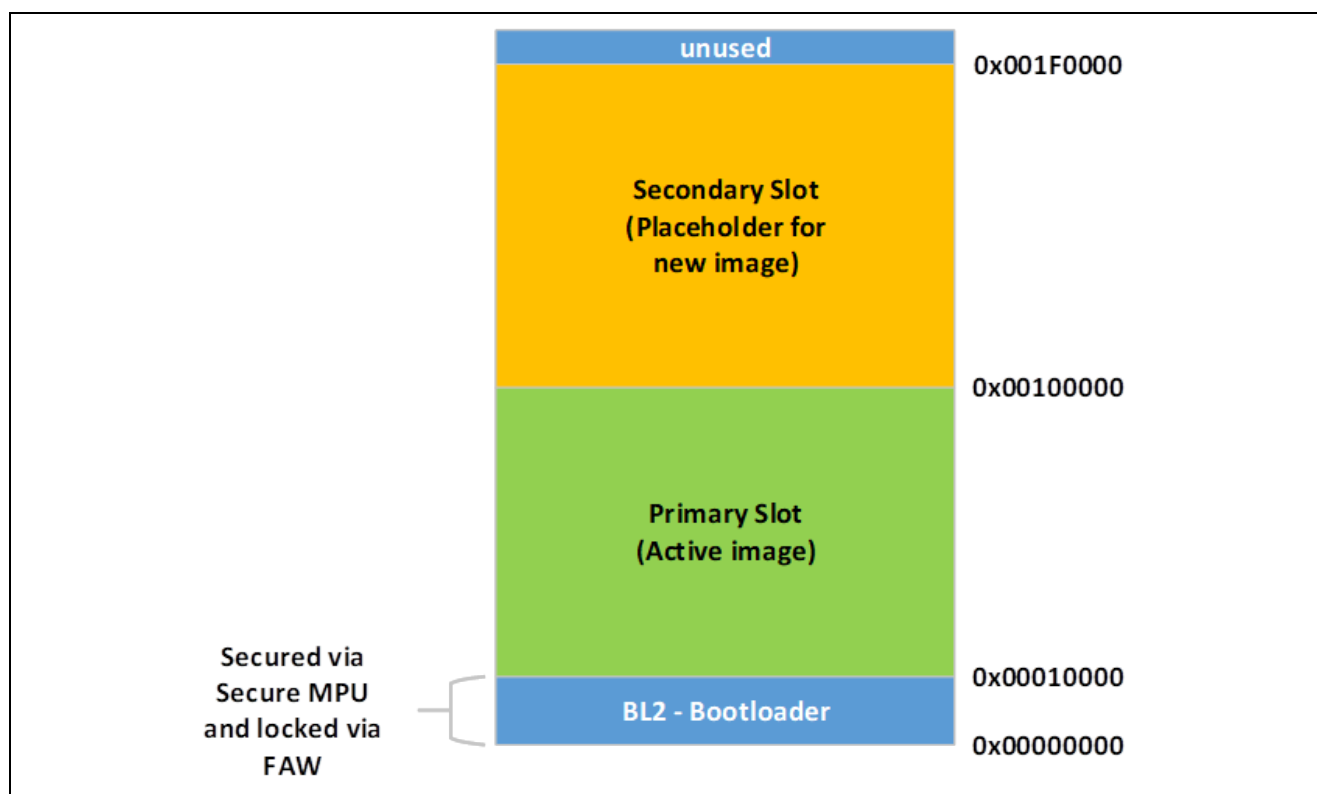 unused
0x001F0000
Secondary Slot
(Placeholder for
new image)
0x00100000
Primary Slot
(Active image)
Secured via
Secure MPU
and locked via
FAW
0x00010000
BL2 - Bootloader
0x00000000